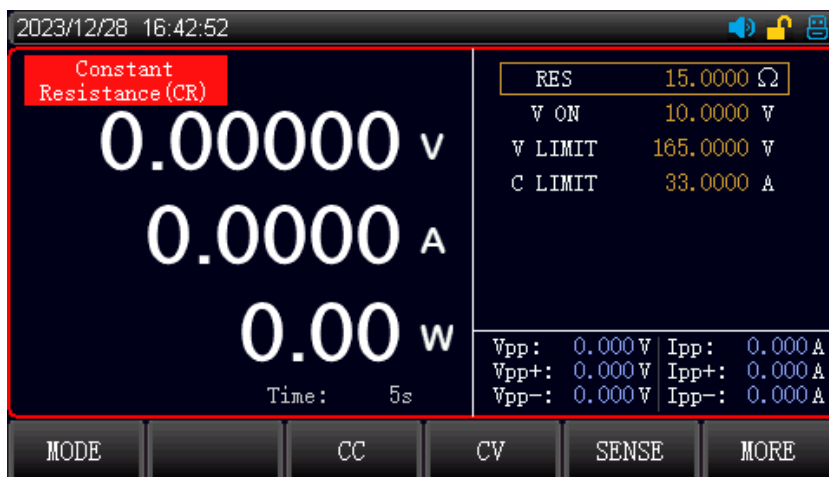 2023/12/28 16:42:52
Constant
Resistance(CR)
0.00000 V
0.0000 A
0.00 W
Time: 5s
RES 15.0000 Ω
V ON 10.0000 V
V LIMIT 165.0000 V
C LIMIT 33.0000 A
Vpp: 0.000 V Ipp: 0.000 A
Vpp+: 0.000 V Ipp+: 0.000 A
Vpp-: 0.000 V Ipp-: 0.000 A
MODE CC CV SENSE MORE